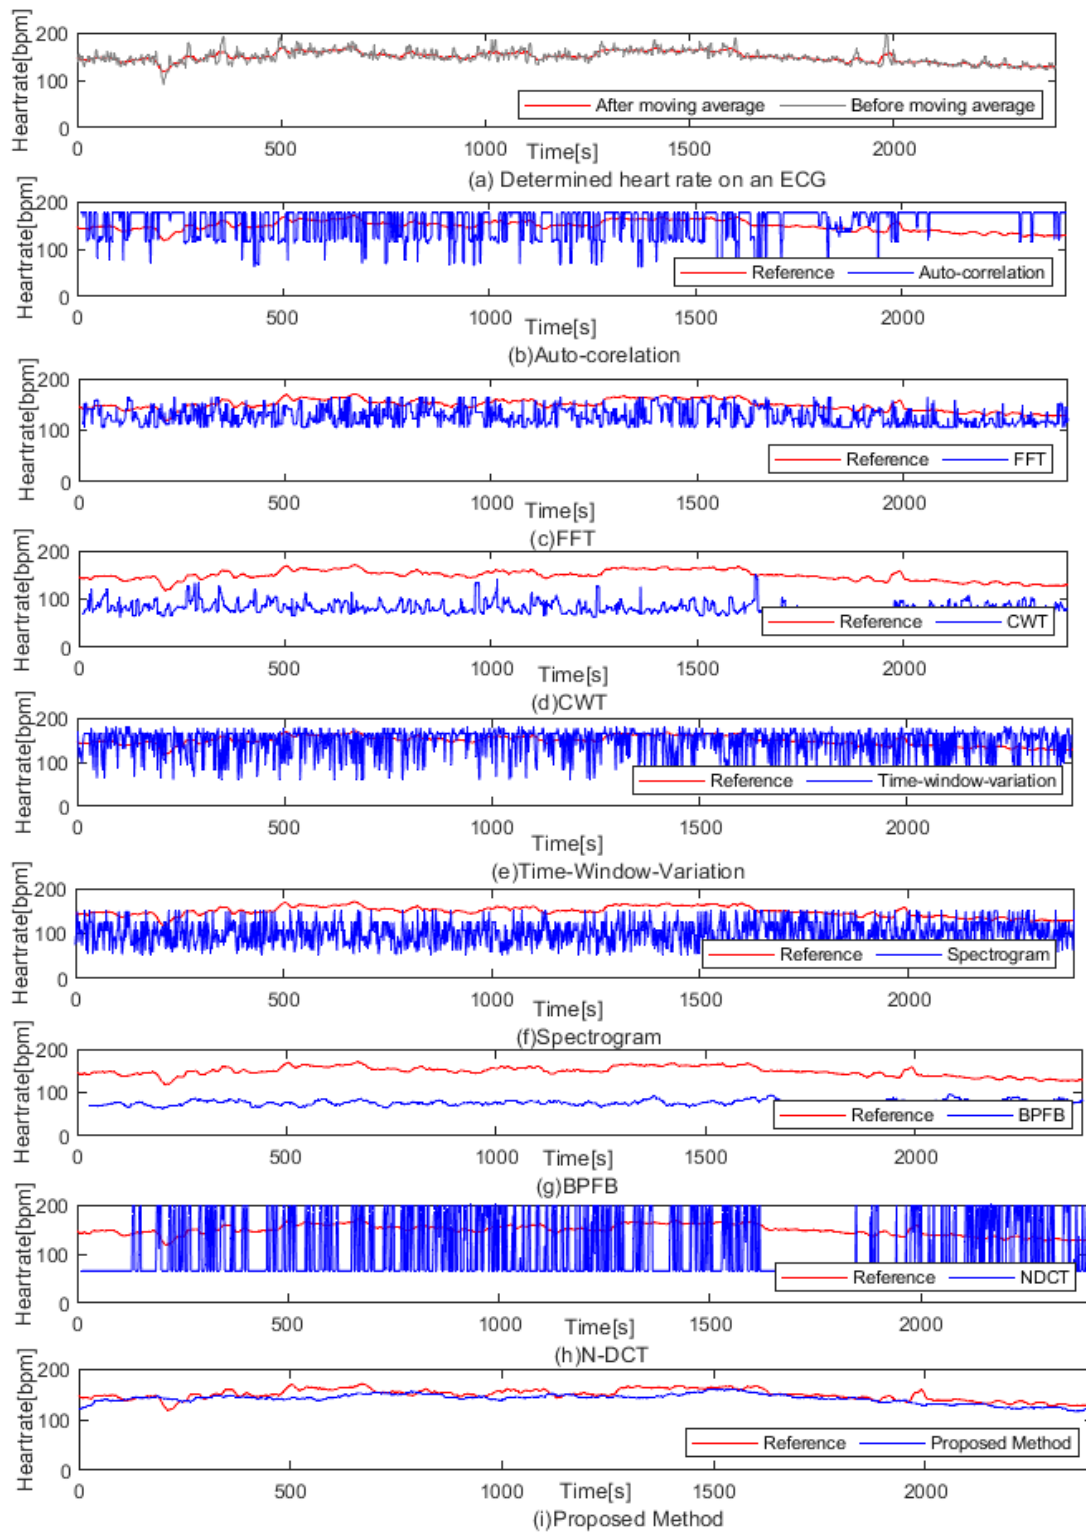 Heartrate[bpm]
200
100
0
After moving average
Before moving average
0 500 1000 1500 2000
Time[s]
(a) Determined heart rate on an ECG
Heartrate[bpm]
200
100
0
Reference
Auto-correlation
0 500 1000 1500 2000
Time[s]
(b)Auto-corelation
Heartrate[bpm]
200
100
0
Reference
FFT
0 500 1000 1500 2000
Time[s]
(c)FFT
Heartrate[bpm]
200
100
0
Reference
CWT
0 500 1000 1500 2000
Time[s]
(d)CWT
Heartrate[bpm]
200
100
0
Reference
Time-window-variation
0 500 1000 1500 2000
Time[s]
(e)Time-Window-Variation
Heartrate[bpm]
200
100
0
Reference
Spectrogram
0 500 1000 1500 2000
Time[s]
(f)Spectrogram
Heartrate[bpm]
200
100
0
Reference
BPFB
0 500 1000 1500 2000
Time[s]
(g)BPFB
Heartrate[bpm]
200
100
0
Reference
NDCT
0 500 1000 1500 2000
Time[s]
(h)N-DCT
Heartrate[bpm]
200
100
0
Reference
Proposed Method
0 500 1000 1500 2000
Time[s]
(i)Proposed Method